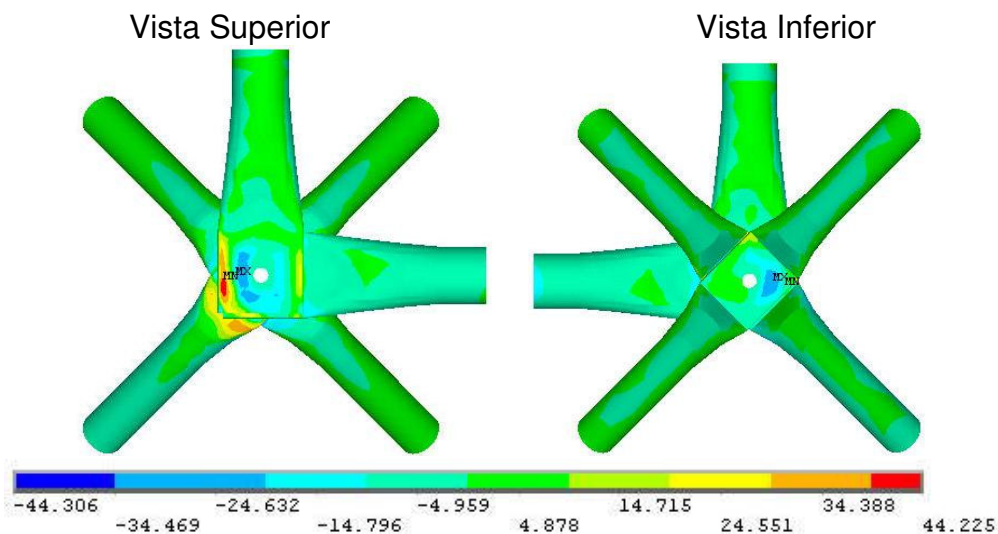 Vista Superior
Vista Inferior
MN MX
MX MN
-44.306 -24.632 -4.959 14.715 34.388
-34.469 -14.796 4.878 24.551 44.225